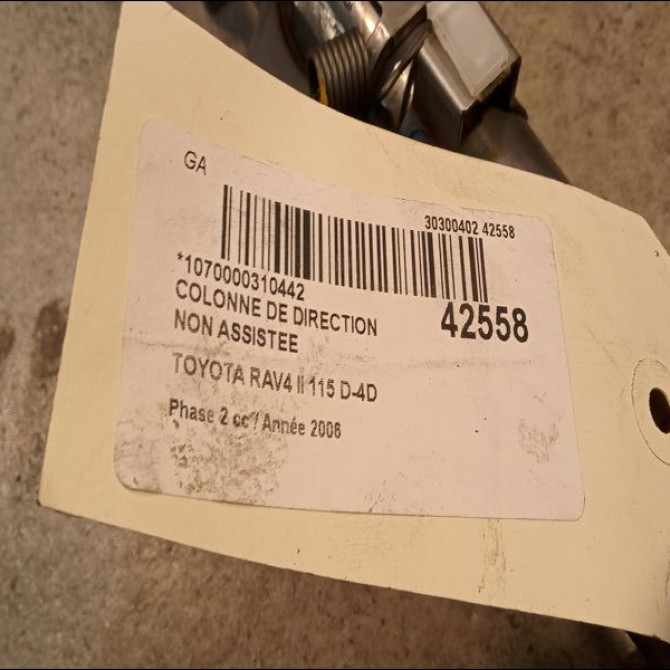 GA
30300402 42558
*1070000310442
42558
COLONNE DE DIRECTION
NON ASSISTEE
TOYOTA RAV4 II 115 D-4D
Phase 2 cc / Année 2006